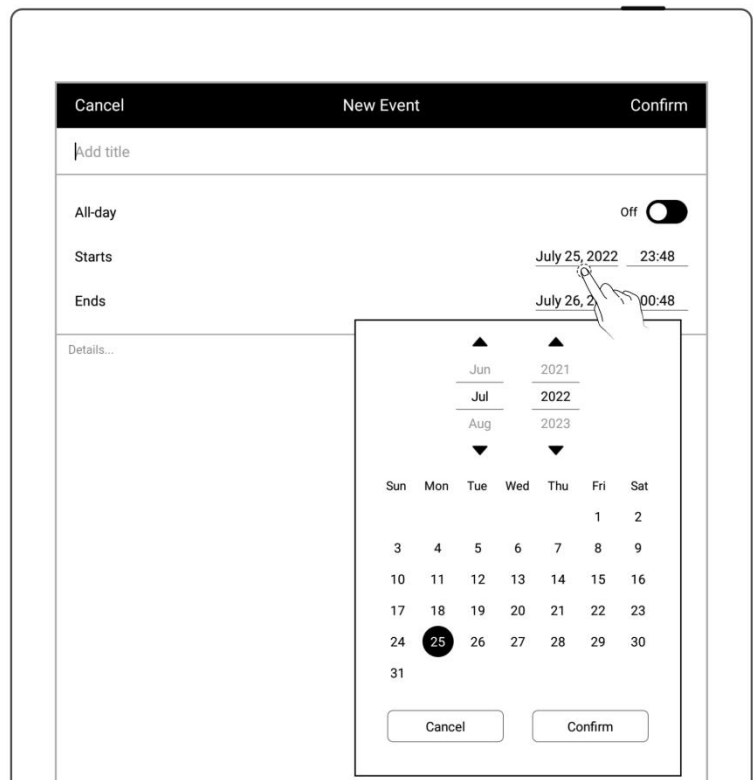 Cancel New Event Confirm
Add title
All-day Off
Starts July 25, 2022 23:48
Ends July 26, 2 00:48
Details...
Jun 2021
Jul 2022
Aug 2023
Sun Mon Tue Wed Thu Fri Sat
1 2
3 4 5 6 7 8 9
10 11 12 13 14 15 16
17 18 19 20 21 22 23
24 25 26 27 28 29 30
31
Cancel Confirm